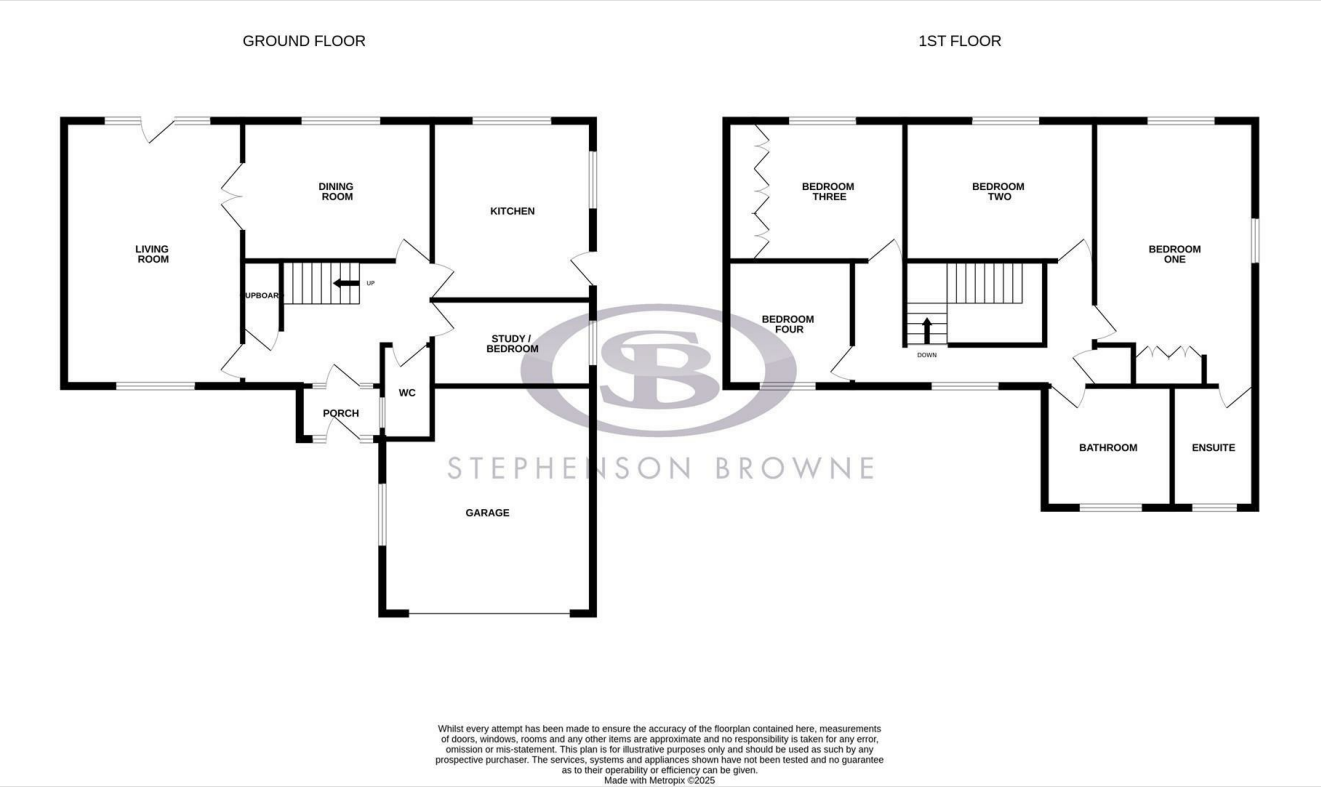 GROUND FLOOR
1ST FLOOR
LIVING
ROOM
DINING
ROOM
KITCHEN
UPBOAR
UP
STUDY /
BEDROOM
WC
PORCH
GARAGE
BEDROOM
THREE
BEDROOM
TWO
BEDROOM
ONE
BEDROOM
FOUR
DOWN
BATHROOM
ENSUITE
SB
STEPHENSON BROWNE
Whilst every attempt has been made to ensure the accuracy of the floorplan contained here, measurements
of doors, windows, rooms and any other items are approximate and no responsibility is taken for any error,
omission or mis-statement. This plan is for illustrative purposes only and should be used as such by any
prospective purchaser. The services, systems and appliances shown have not been tested and no guarantee
as to their operability or efficiency can be given.
Made with Metropix ©2025